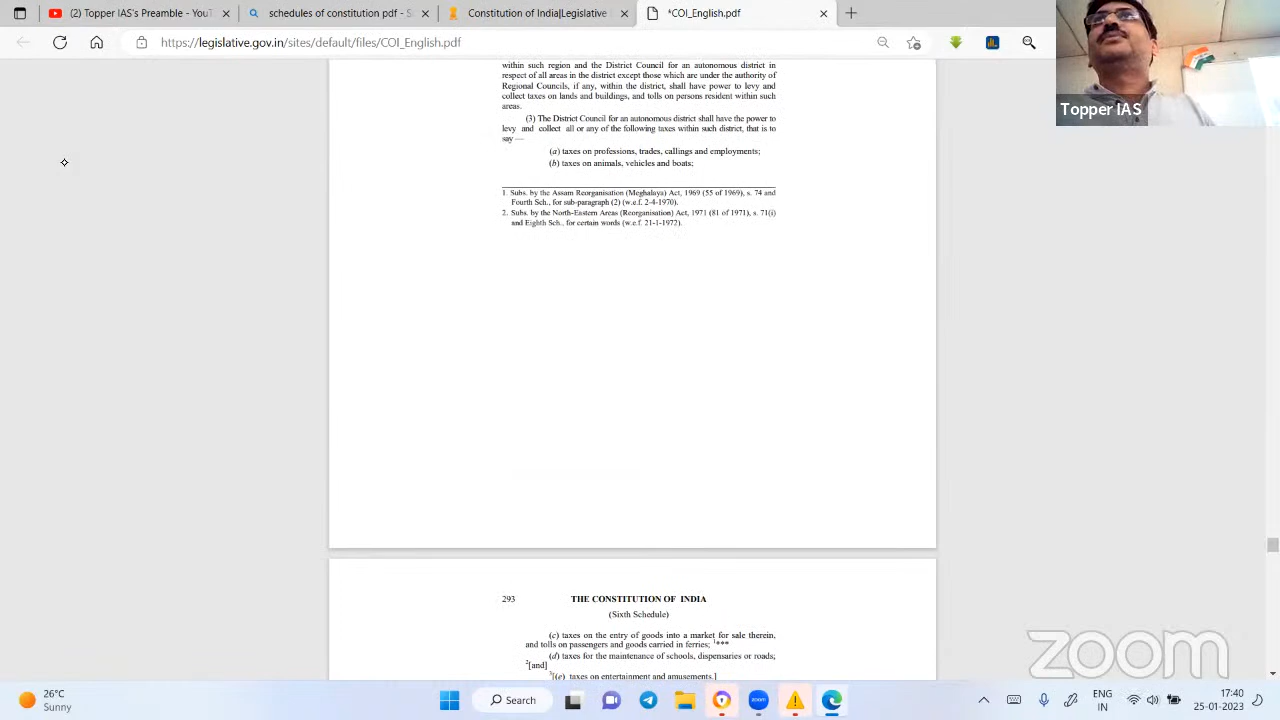 (2) Topper IAS's Preamble - YouT
schedules of constitution - Goog
Constitution of India
*COI_English.pdf
https://legislative.gov.in/sites/default/files/COI_English.pdf
Topper IAS
within such region and the District Council for an autonomous district in
respect of all areas in the district except those which are under the authority of
Regional Councils, if any, within the district, shall have power to levy and
collect taxes on lands and buildings, and tolls on persons resident within such
areas.
(3) The District Council for an autonomous district shall have the power to
levy and collect all or any of the following taxes within such district, that is to
say —
(a) taxes on professions, trades, callings and employments;
(b) taxes on animals, vehicles and boats;
1. Subs. by the Assam Reorganisation (Meghalaya) Act, 1969 (55 of 1969), s. 74 and
Fourth Sch., for sub-paragraph (2) (w.e.f. 2-4-1970).
2. Subs. by the North-Eastern Areas (Reorganisation) Act, 1971 (81 of 1971), s. 71(i)
and Eighth Sch., for certain words (w.e.f. 21-1-1972).
293 THE CONSTITUTION OF INDIA
(Sixth Schedule)
(c) taxes on the entry of goods into a market for sale therein,
and tolls on passengers and goods carried in ferries; 1***
(d) taxes for the maintenance of schools, dispensaries or roads;
2[and]
3[(e) taxes on entertainment and amusements.]
zoom
26°C
Sunny
Search
zoom
ENG
IN
17:40
25-01-2023